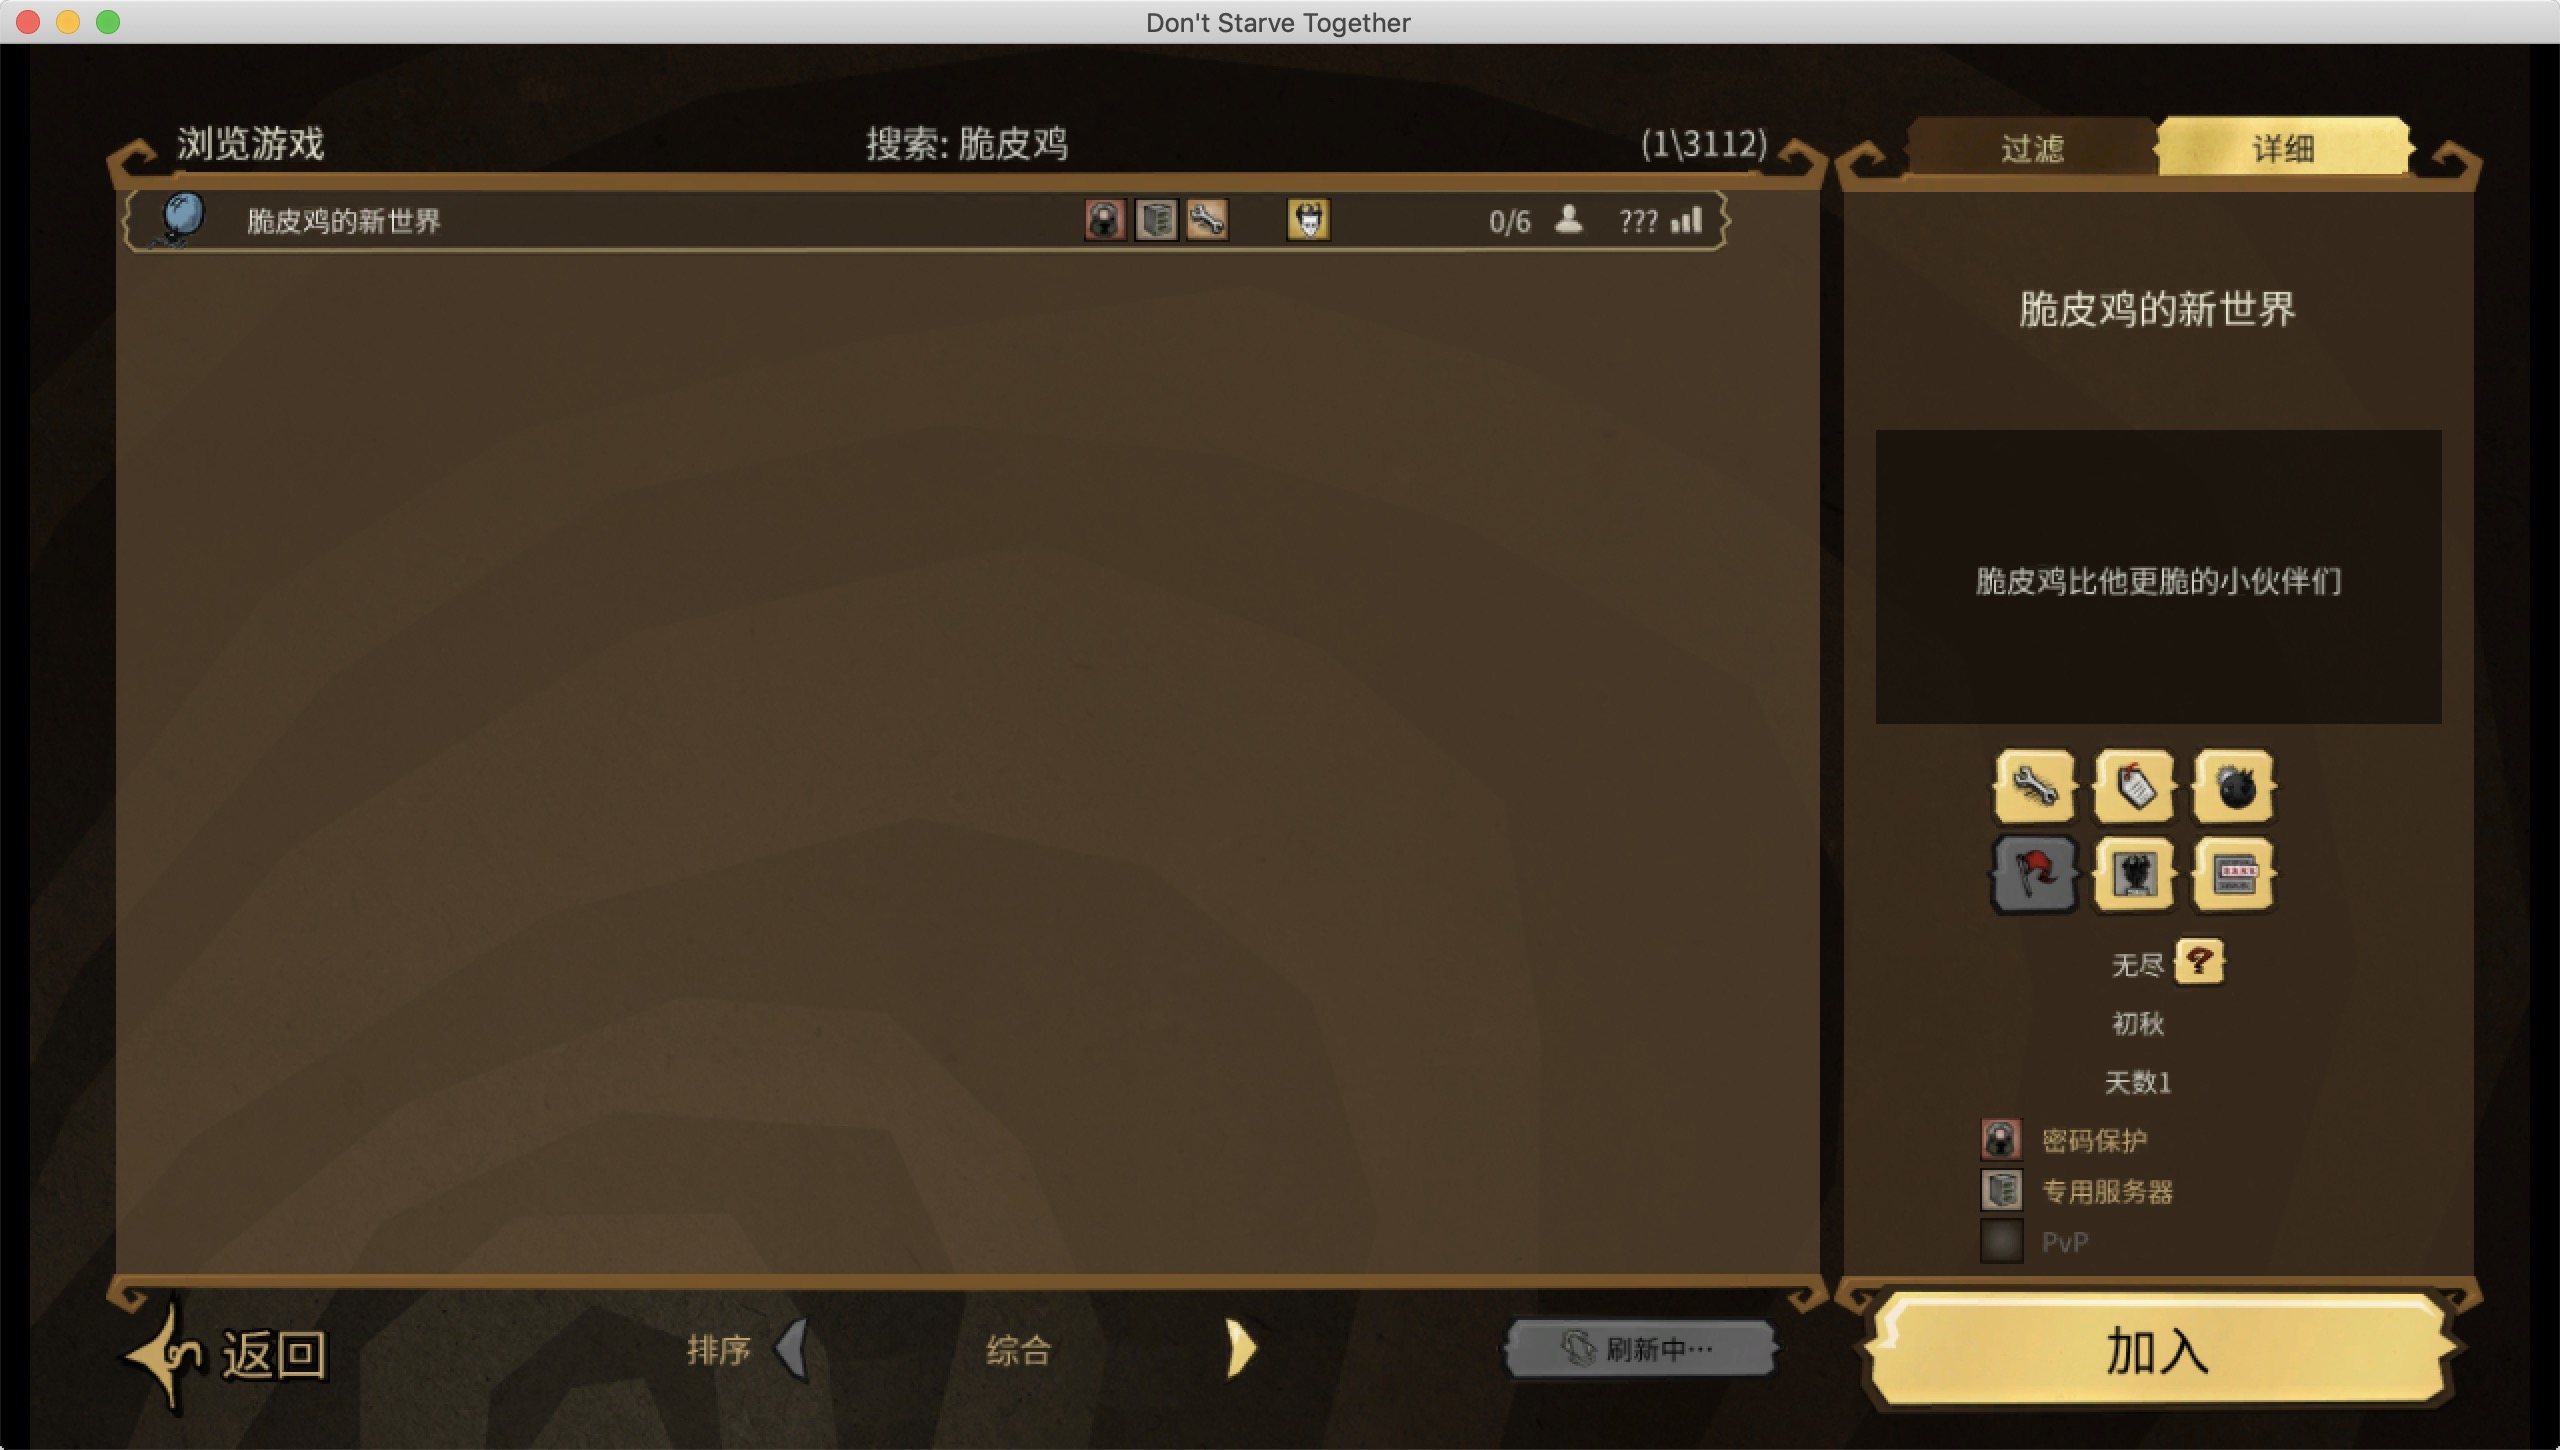 Don't Starve Together
浏览游戏
搜索: 脆皮鸡
(1\3112)
过滤
详细
脆皮鸡的新世界
0/6
???
脆皮鸡的新世界
脆皮鸡比他更脆的小伙伴们
无尽
?
初秋
天数1
密码保护
专用服务器
PvP
返回
排序
综合
刷新中…
加入